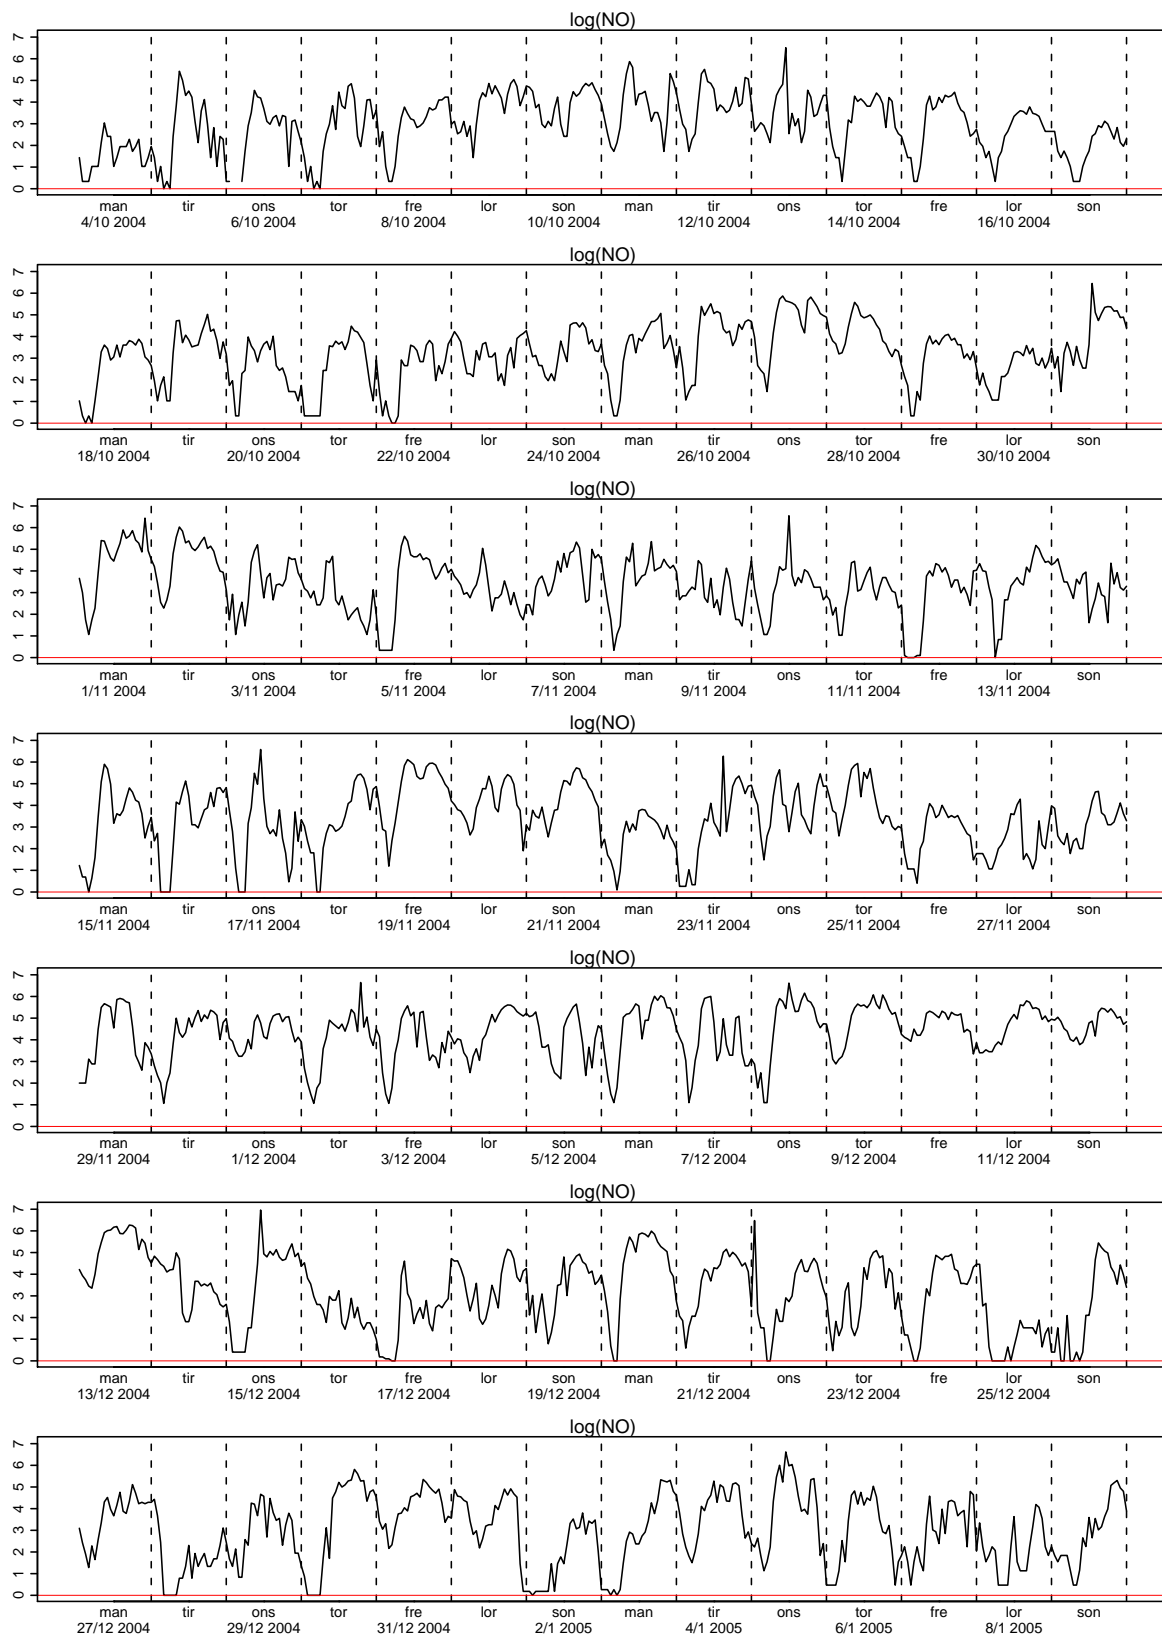 log(NO)
0 1 2 3 4 5 6 7
man tir ons tor fre lor son man tir ons tor fre lor son
4/10 2004 6/10 2004 8/10 2004 10/10 2004 12/10 2004 14/10 2004 16/10 2004
log(NO)
0 1 2 3 4 5 6 7
man tir ons tor fre lor son man tir ons tor fre lor son
18/10 2004 20/10 2004 22/10 2004 24/10 2004 26/10 2004 28/10 2004 30/10 2004
log(NO)
0 1 2 3 4 5 6 7
man tir ons tor fre lor son man tir ons tor fre lor son
1/11 2004 3/11 2004 5/11 2004 7/11 2004 9/11 2004 11/11 2004 13/11 2004
log(NO)
0 1 2 3 4 5 6 7
man tir ons tor fre lor son man tir ons tor fre lor son
15/11 2004 17/11 2004 19/11 2004 21/11 2004 23/11 2004 25/11 2004 27/11 2004
log(NO)
0 1 2 3 4 5 6 7
man tir ons tor fre lor son man tir ons tor fre lor son
29/11 2004 1/12 2004 3/12 2004 5/12 2004 7/12 2004 9/12 2004 11/12 2004
log(NO)
0 1 2 3 4 5 6 7
man tir ons tor fre lor son man tir ons tor fre lor son
13/12 2004 15/12 2004 17/12 2004 19/12 2004 21/12 2004 23/12 2004 25/12 2004
log(NO)
0 1 2 3 4 5 6 7
man tir ons tor fre lor son man tir ons tor fre lor son
27/12 2004 29/12 2004 31/12 2004 2/1 2005 4/1 2005 6/1 2005 8/1 2005